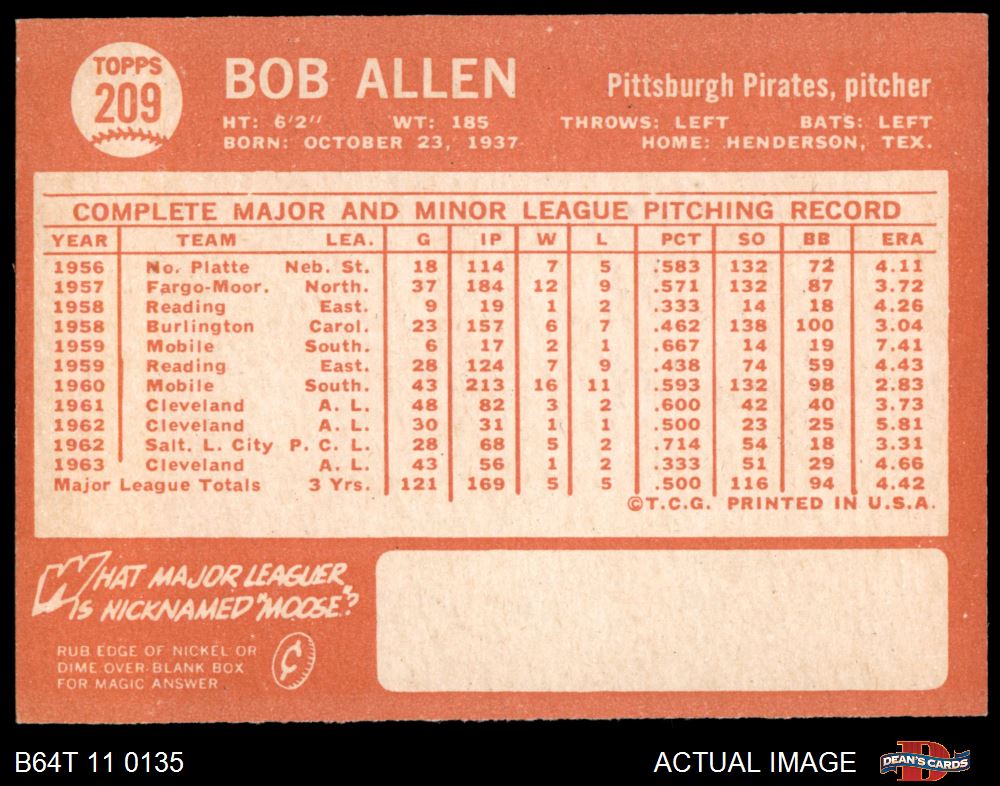 TOPPS
209
BOB ALLEN
Pittsburgh Pirates, pitcher
HT: 6'2" WT: 185 THROWS: LEFT BATS: LEFT
BORN: OCTOBER 23, 1937 HOME: HENDERSON, TEX.
COMPLETE MAJOR AND MINOR LEAGUE PITCHING RECORD
YEAR TEAM LEA. G IP W L PCT SO BB ERA
1956 No. Platte Neb. St. 18 114 7 5 .583 132 72 4.11
1957 Fargo-Moor. North. 37 184 12 9 .571 132 87 3.72
1958 Reading East. 9 19 1 2 .333 14 18 4.26
1958 Burlington Carol. 23 157 6 7 .462 138 100 3.04
1959 Mobile South. 6 17 2 1 .667 14 19 7.41
1959 Reading East. 28 124 7 9 .438 74 59 4.43
1960 Mobile South. 43 213 16 11 .593 132 98 2.83
1961 Cleveland A. L. 48 82 3 2 .600 42 40 3.73
1962 Cleveland A. L. 30 31 1 1 .500 23 25 5.81
1962 Salt. L. City P. C. L. 28 68 5 2 .714 54 18 3.31
1963 Cleveland A. L. 43 56 1 2 .333 51 29 4.66
Major League Totals 3 Yrs. 121 169 5 5 .500 116 94 4.42
©T.C.G. PRINTED IN U.S.A.
WHAT MAJOR LEAGUER
IS NICKNAMED "MOOSE"?
RUB EDGE OF NICKEL OR
DIME OVER BLANK BOX
FOR MAGIC ANSWER
¢
B64T 11 0135 ACTUAL IMAGE
D
DEAN'S CARDS